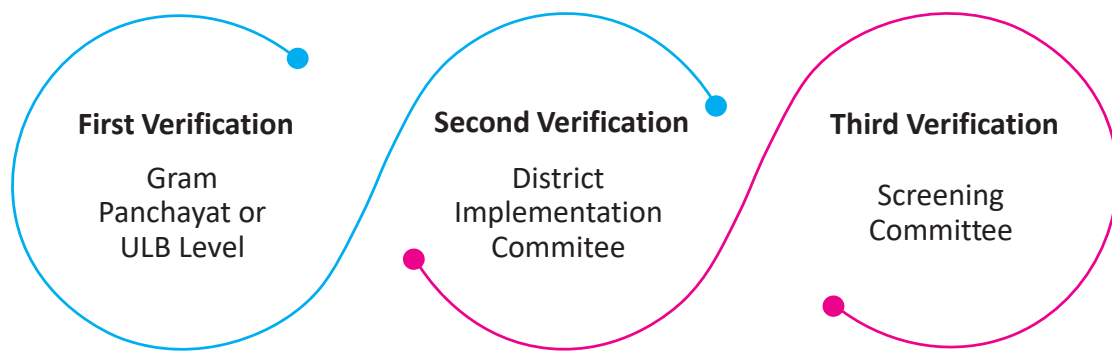 First Verification
Gram
Panchayat or
ULB Level
Second Verification
District
Implementation
Commitee
Third Verification
Screening
Committee